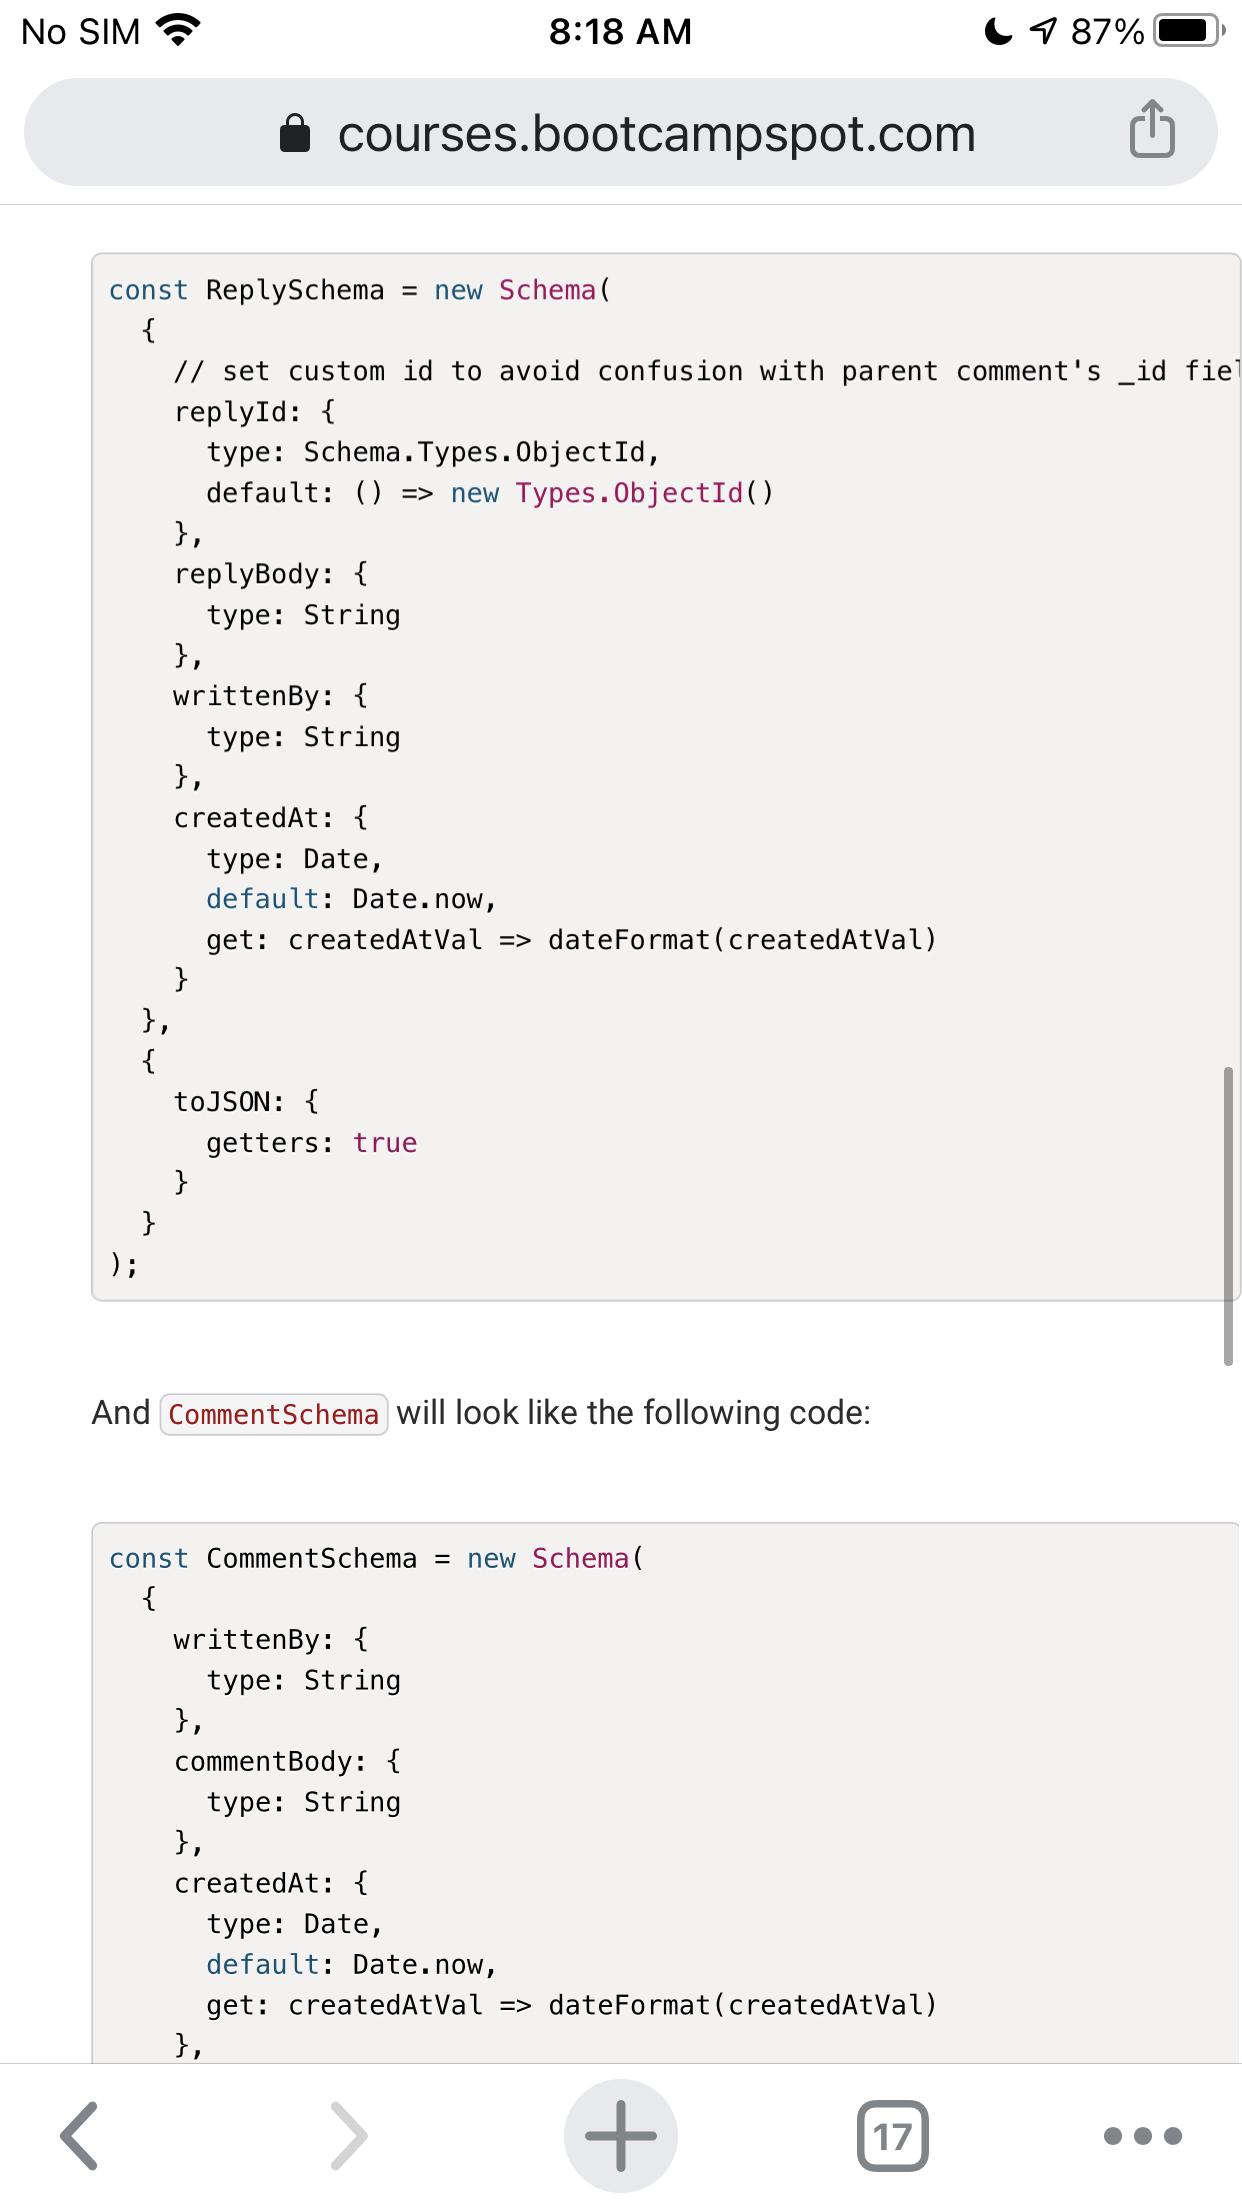 No SIM 8:18 AM 87%
courses.bootcampspot.com
const ReplySchema = new Schema(
  {
    // set custom id to avoid confusion with parent comment's _id fiel
    replyId: {
      type: Schema.Types.ObjectId,
      default: () => new Types.ObjectId()
    },
    replyBody: {
      type: String
    },
    writtenBy: {
      type: String
    },
    createdAt: {
      type: Date,
      default: Date.now,
      get: createdAtVal => dateFormat(createdAtVal)
    }
  },
  {
    toJSON: {
      getters: true
    }
  }
);
And CommentSchema will look like the following code:
const CommentSchema = new Schema(
  {
    writtenBy: {
      type: String
    },
    commentBody: {
      type: String
    },
    createdAt: {
      type: Date,
      default: Date.now,
      get: createdAtVal => dateFormat(createdAtVal)
    },
17